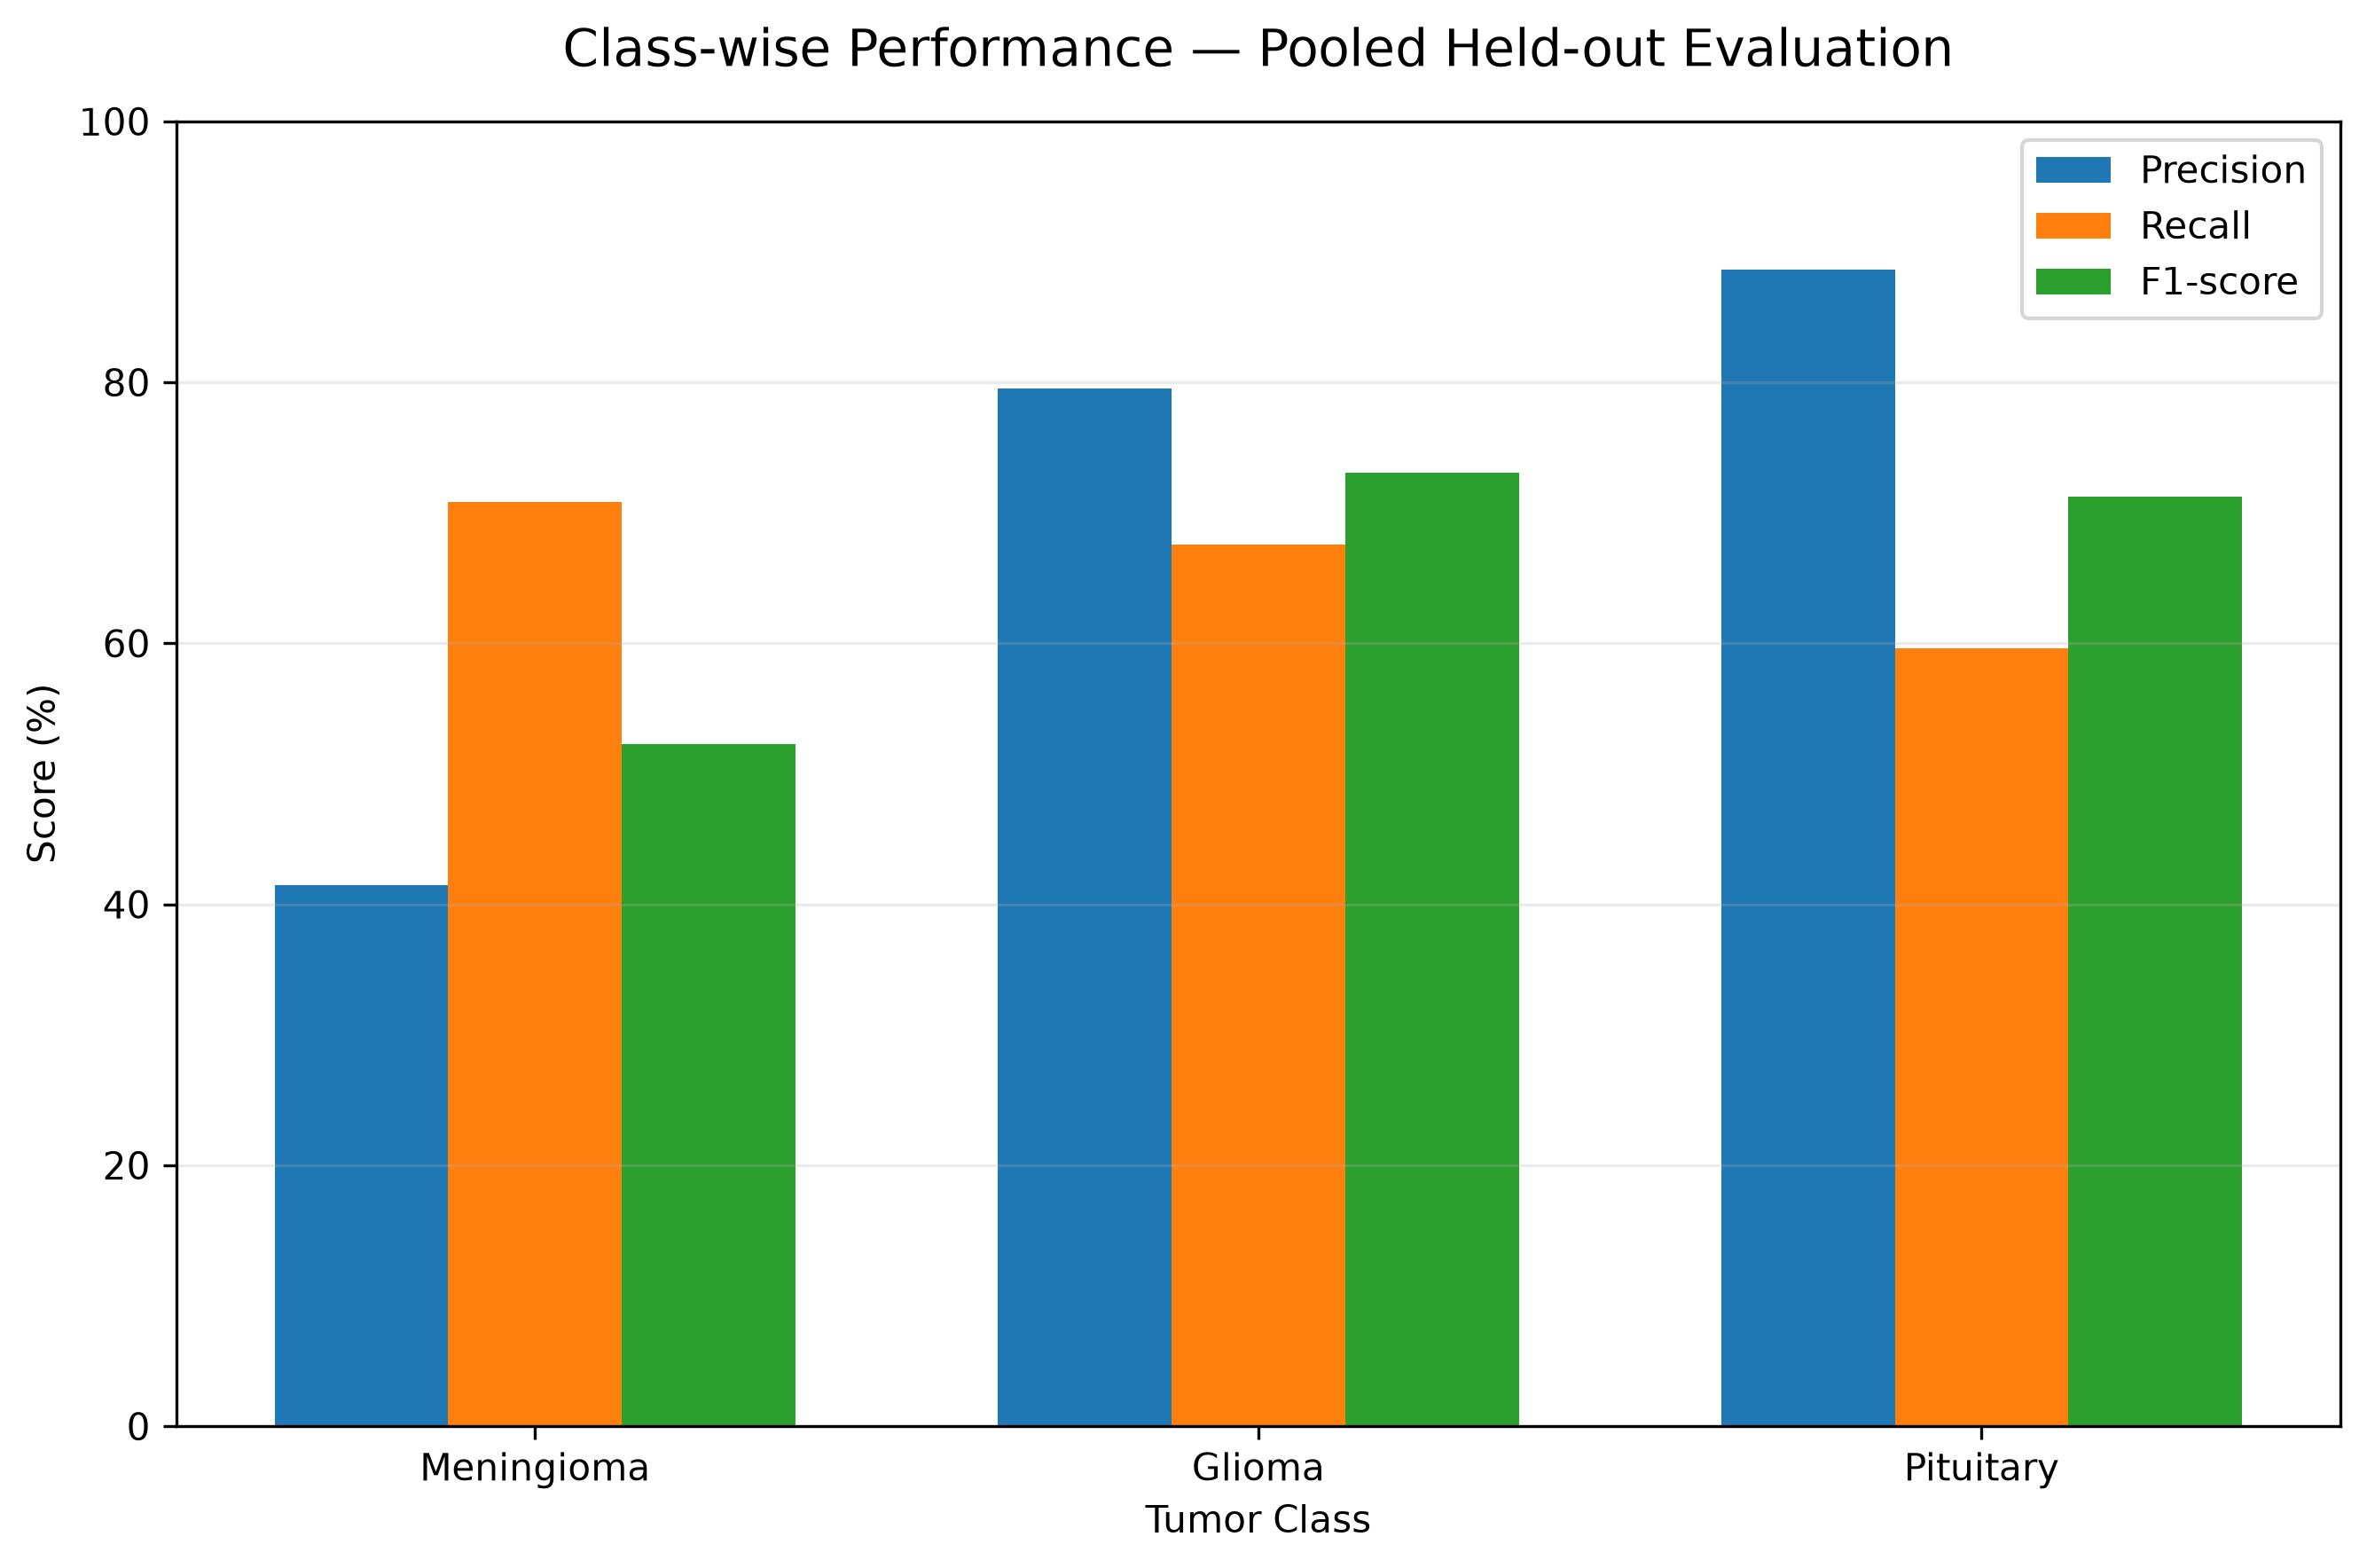 Class-wise Performance — Pooled Held-out Evaluation
Precision
Recall
F1-score
Score (%)
100
80
60
40
20
0
Meningioma
Glioma
Pituitary
Tumor Class